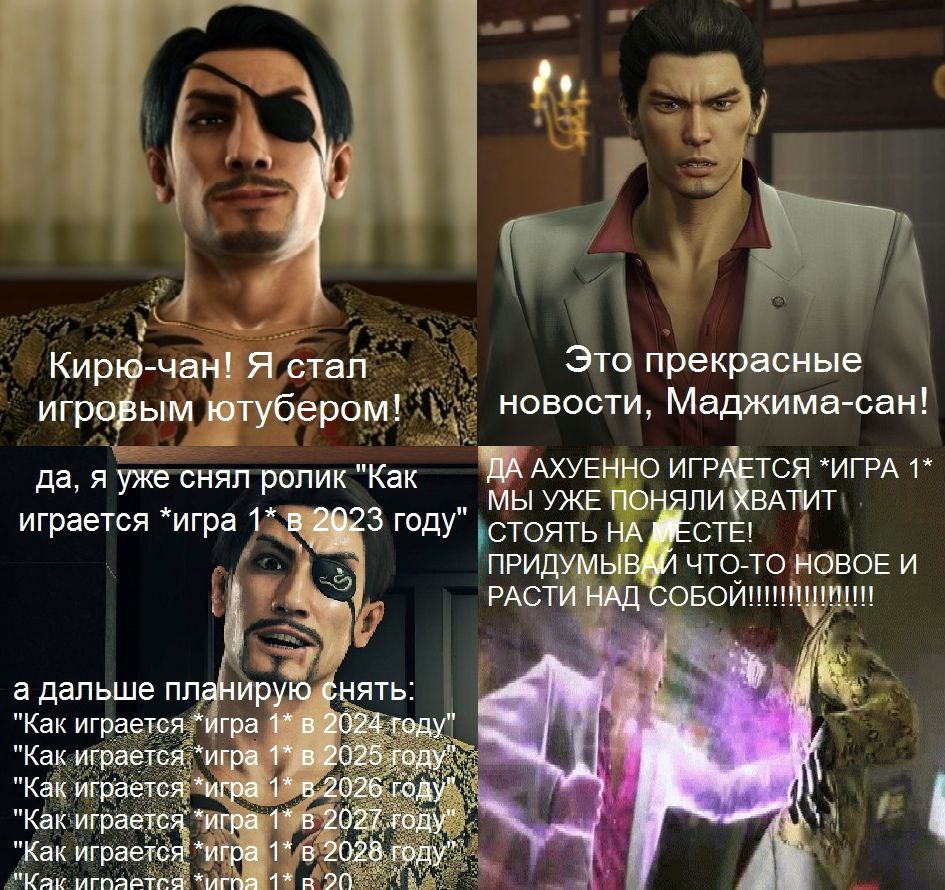 Кирю-чан! Я стал
игровым ютубером!
Это прекрасные
новости, Маджима-сан!
да, я уже снял ролик "Как
играется *игра 1* в 2023 году"
а дальше планирую снять:
"Как играется *игра 1* в 2024 году"
"Как играется *игра 1* в 2025 году"
"Как играется *игра 1* в 2026 году"
"Как играется *игра 1* в 2027 году"
"Как играется *игра 1* в 2028 году"
"Как играется *игра 1* в 20
ДА АХУЕННО ИГРАЕТСЯ *ИГРА 1*
МЫ УЖЕ ПОНЯЛИ ХВАТИТ
СТОЯТЬ НА МЕСТЕ!
ПРИДУМЫВАЙ ЧТО-ТО НОВОЕ И
РАСТИ НАД СОБОЙ!!!!!!!!!!!!!!!!